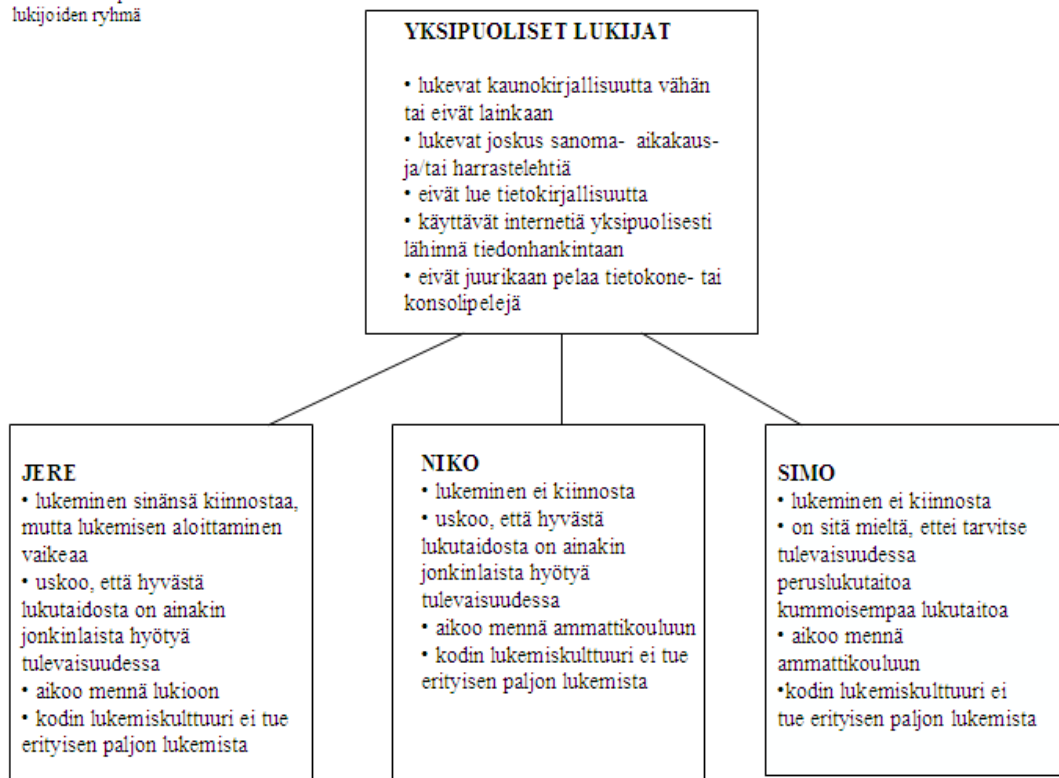 lukijoiden ryhmä
YKSIPUOLISET LUKIJAT
• lukevat kaunokirjallisuutta vähän
tai eivät lainkaan
• lukevat joskus sanoma- aikakaus-
ja/tai harrastelehtiä
• eivät lue tietokirjallisuutta
• käyttävät internetiä yksipuolisesti
lähinnä tiedonhankintaan
• eivät juurikaan pelaa tietokone- tai
konsolipelejä
JERE
• lukeminen sinänsä kiinnostaa,
mutta lukemisen aloittaminen
vaikeaa
• uskoo, että hyvästä
lukutaidosta on ainakin
jonkinlaista hyötyä
tulevaisuudessa
• aikoo mennä lukioon
• kodin lukemiskulttuuri ei tue
erityisen paljon lukemista
NIKO
• lukeminen ei kiinnosta
• uskoo, että hyvästä
lukutaidosta on ainakin
jonkinlaista hyötyä
tulevaisuudessa
• aikoo mennä ammattikouluun
• kodin lukemiskulttuuri ei tue
erityisen paljon lukemista
SIMO
• lukeminen ei kiinnosta
• on sitä mieltä, ettei tarvitse
tulevaisuudessa
peruslukutaitoa
kummoisempaa lukutaitoa
• aikoo mennä
ammattikouluun
•kodin lukemiskulttuuri ei
tue erityisen paljon lukemista